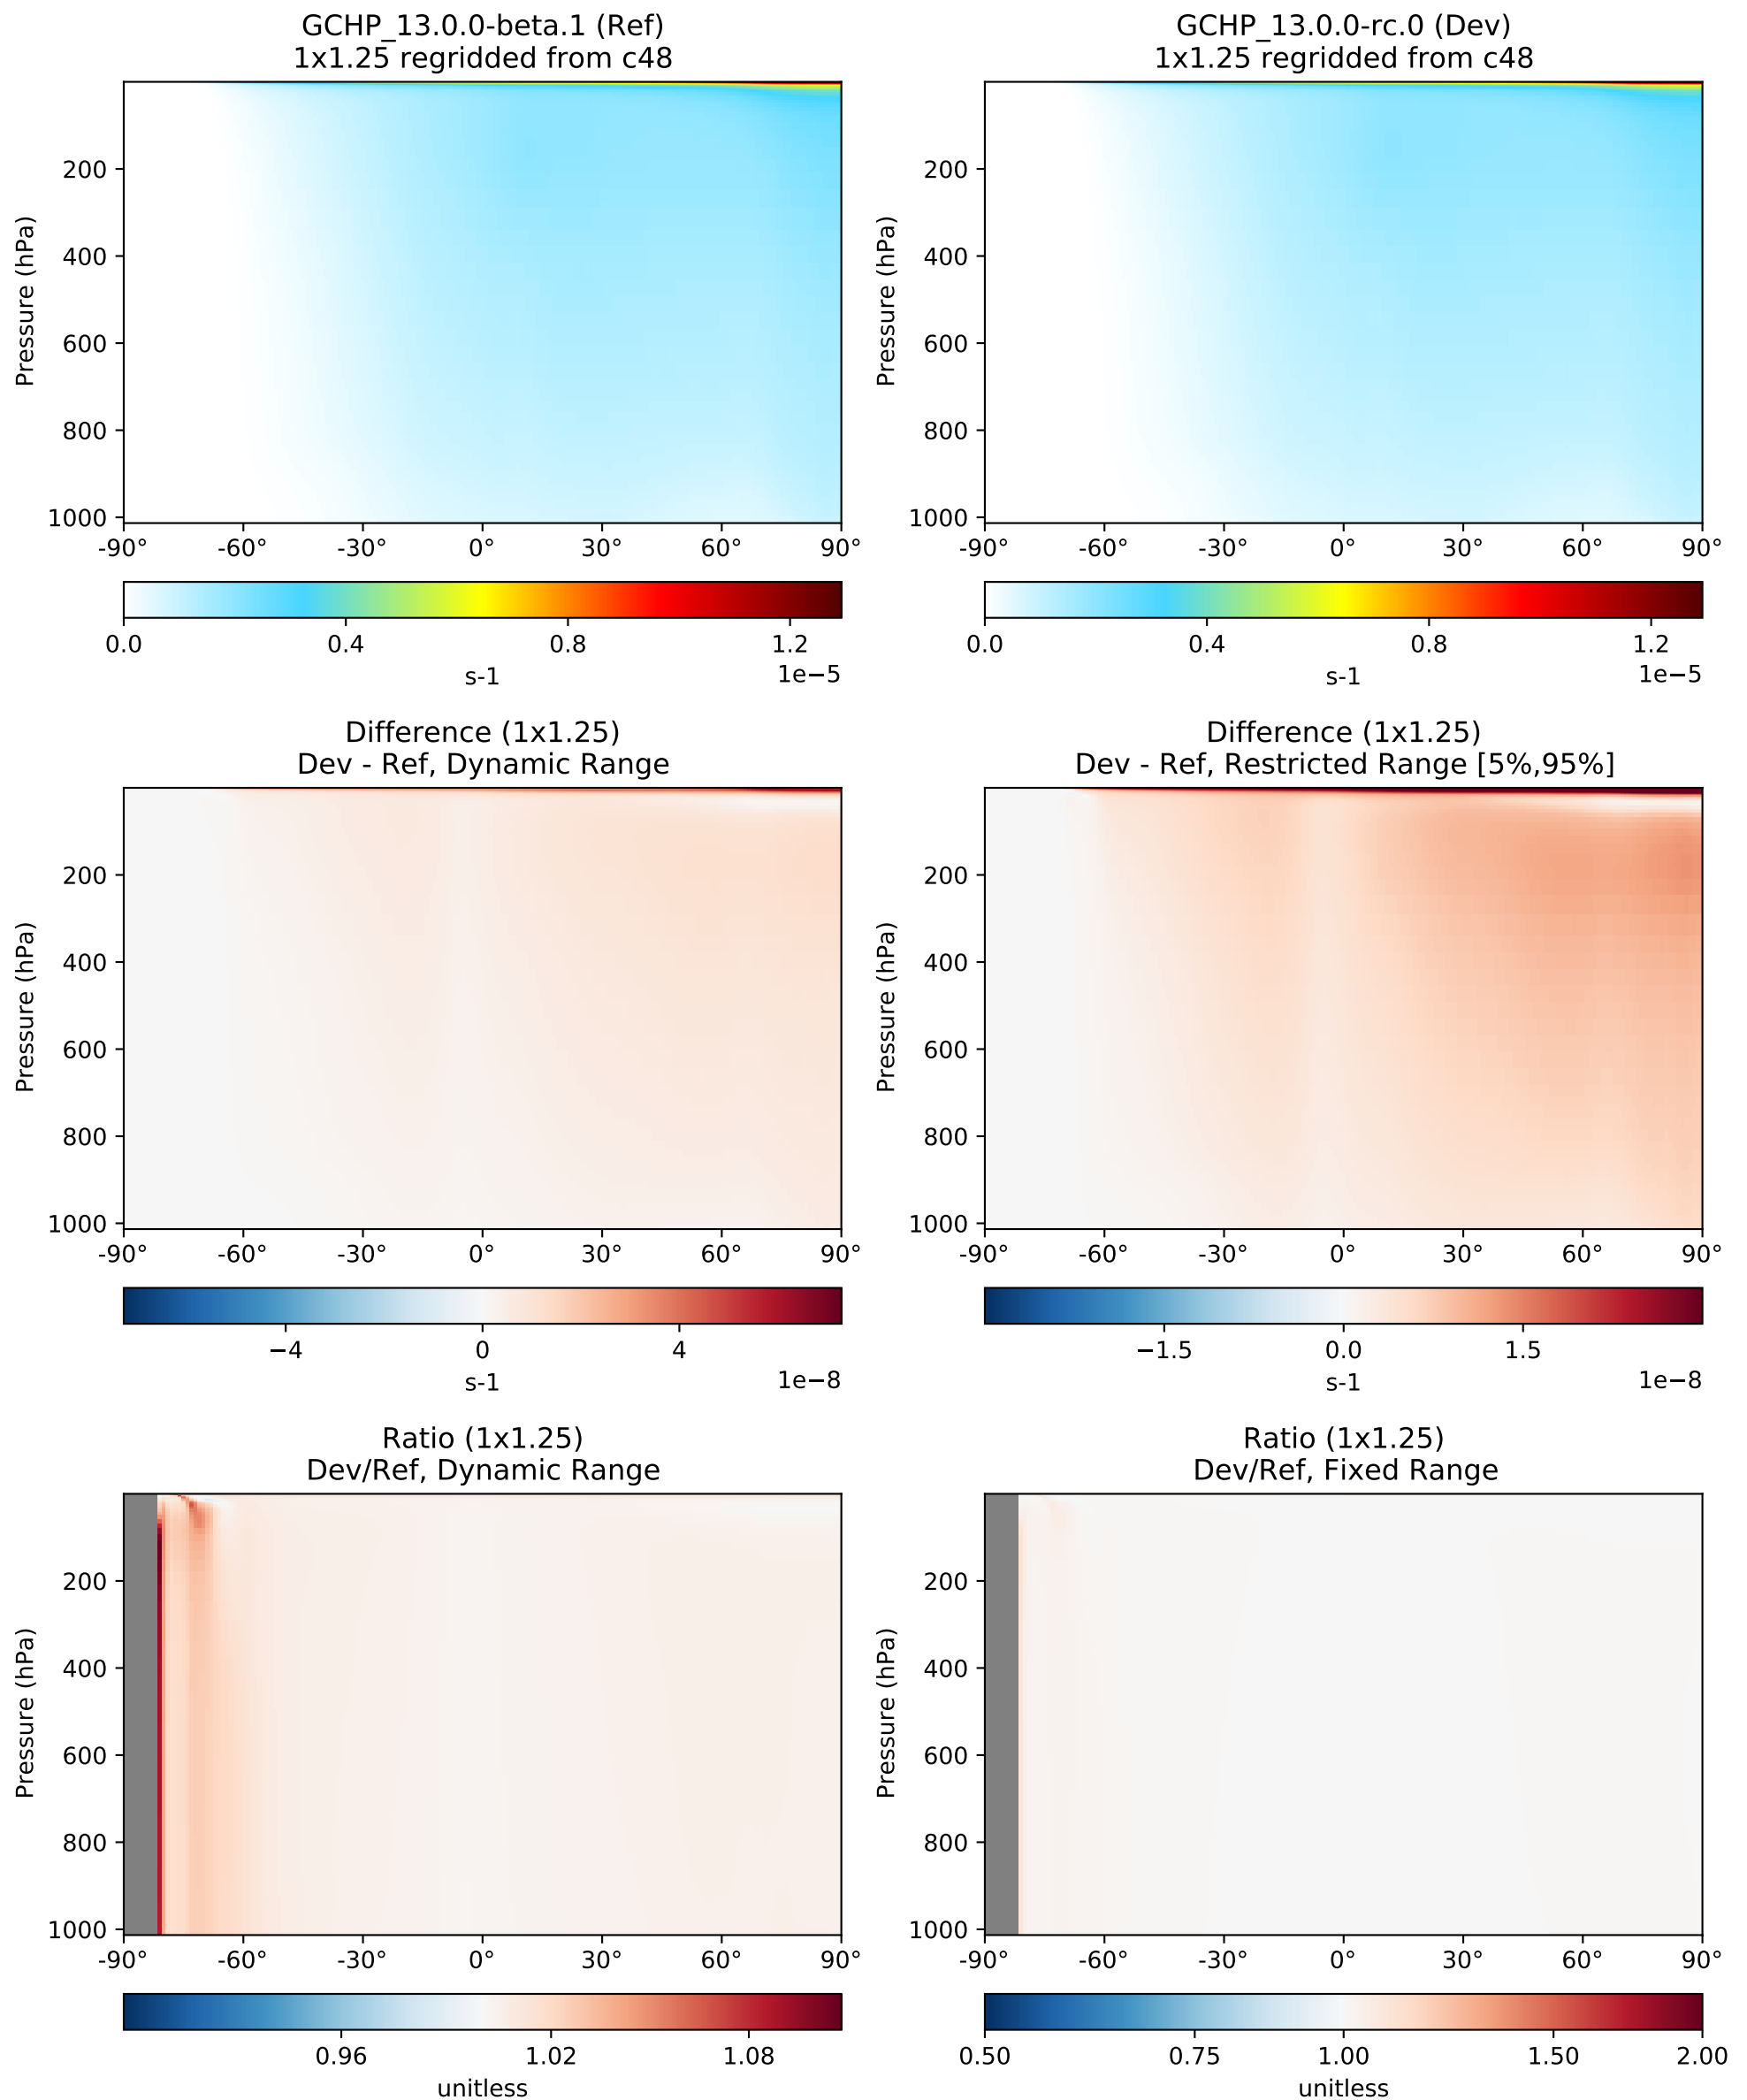 GCHP_13.0.0-beta.1 (Ref)
1x1.25 regridded from c48
Pressure (hPa)
200
400
600
800
1000
-90° -60° -30° 0° 30° 60° 90°
0.0 0.4 0.8 1.2
1e−5
s-1
GCHP_13.0.0-rc.0 (Dev)
1x1.25 regridded from c48
Pressure (hPa)
200
400
600
800
1000
-90° -60° -30° 0° 30° 60° 90°
0.0 0.4 0.8 1.2
1e−5
s-1
Difference (1x1.25)
Dev - Ref, Dynamic Range
Pressure (hPa)
200
400
600
800
1000
-90° -60° -30° 0° 30° 60° 90°
−4 0 4
1e−8
s-1
Difference (1x1.25)
Dev - Ref, Restricted Range [5%,95%]
Pressure (hPa)
200
400
600
800
1000
-90° -60° -30° 0° 30° 60° 90°
−1.5 0.0 1.5
1e−8
s-1
Ratio (1x1.25)
Dev/Ref, Dynamic Range
Pressure (hPa)
200
400
600
800
1000
-90° -60° -30° 0° 30° 60° 90°
0.96 1.02 1.08
unitless
Ratio (1x1.25)
Dev/Ref, Fixed Range
Pressure (hPa)
200
400
600
800
1000
-90° -60° -30° 0° 30° 60° 90°
0.50 0.75 1.00 1.50 2.00
unitless